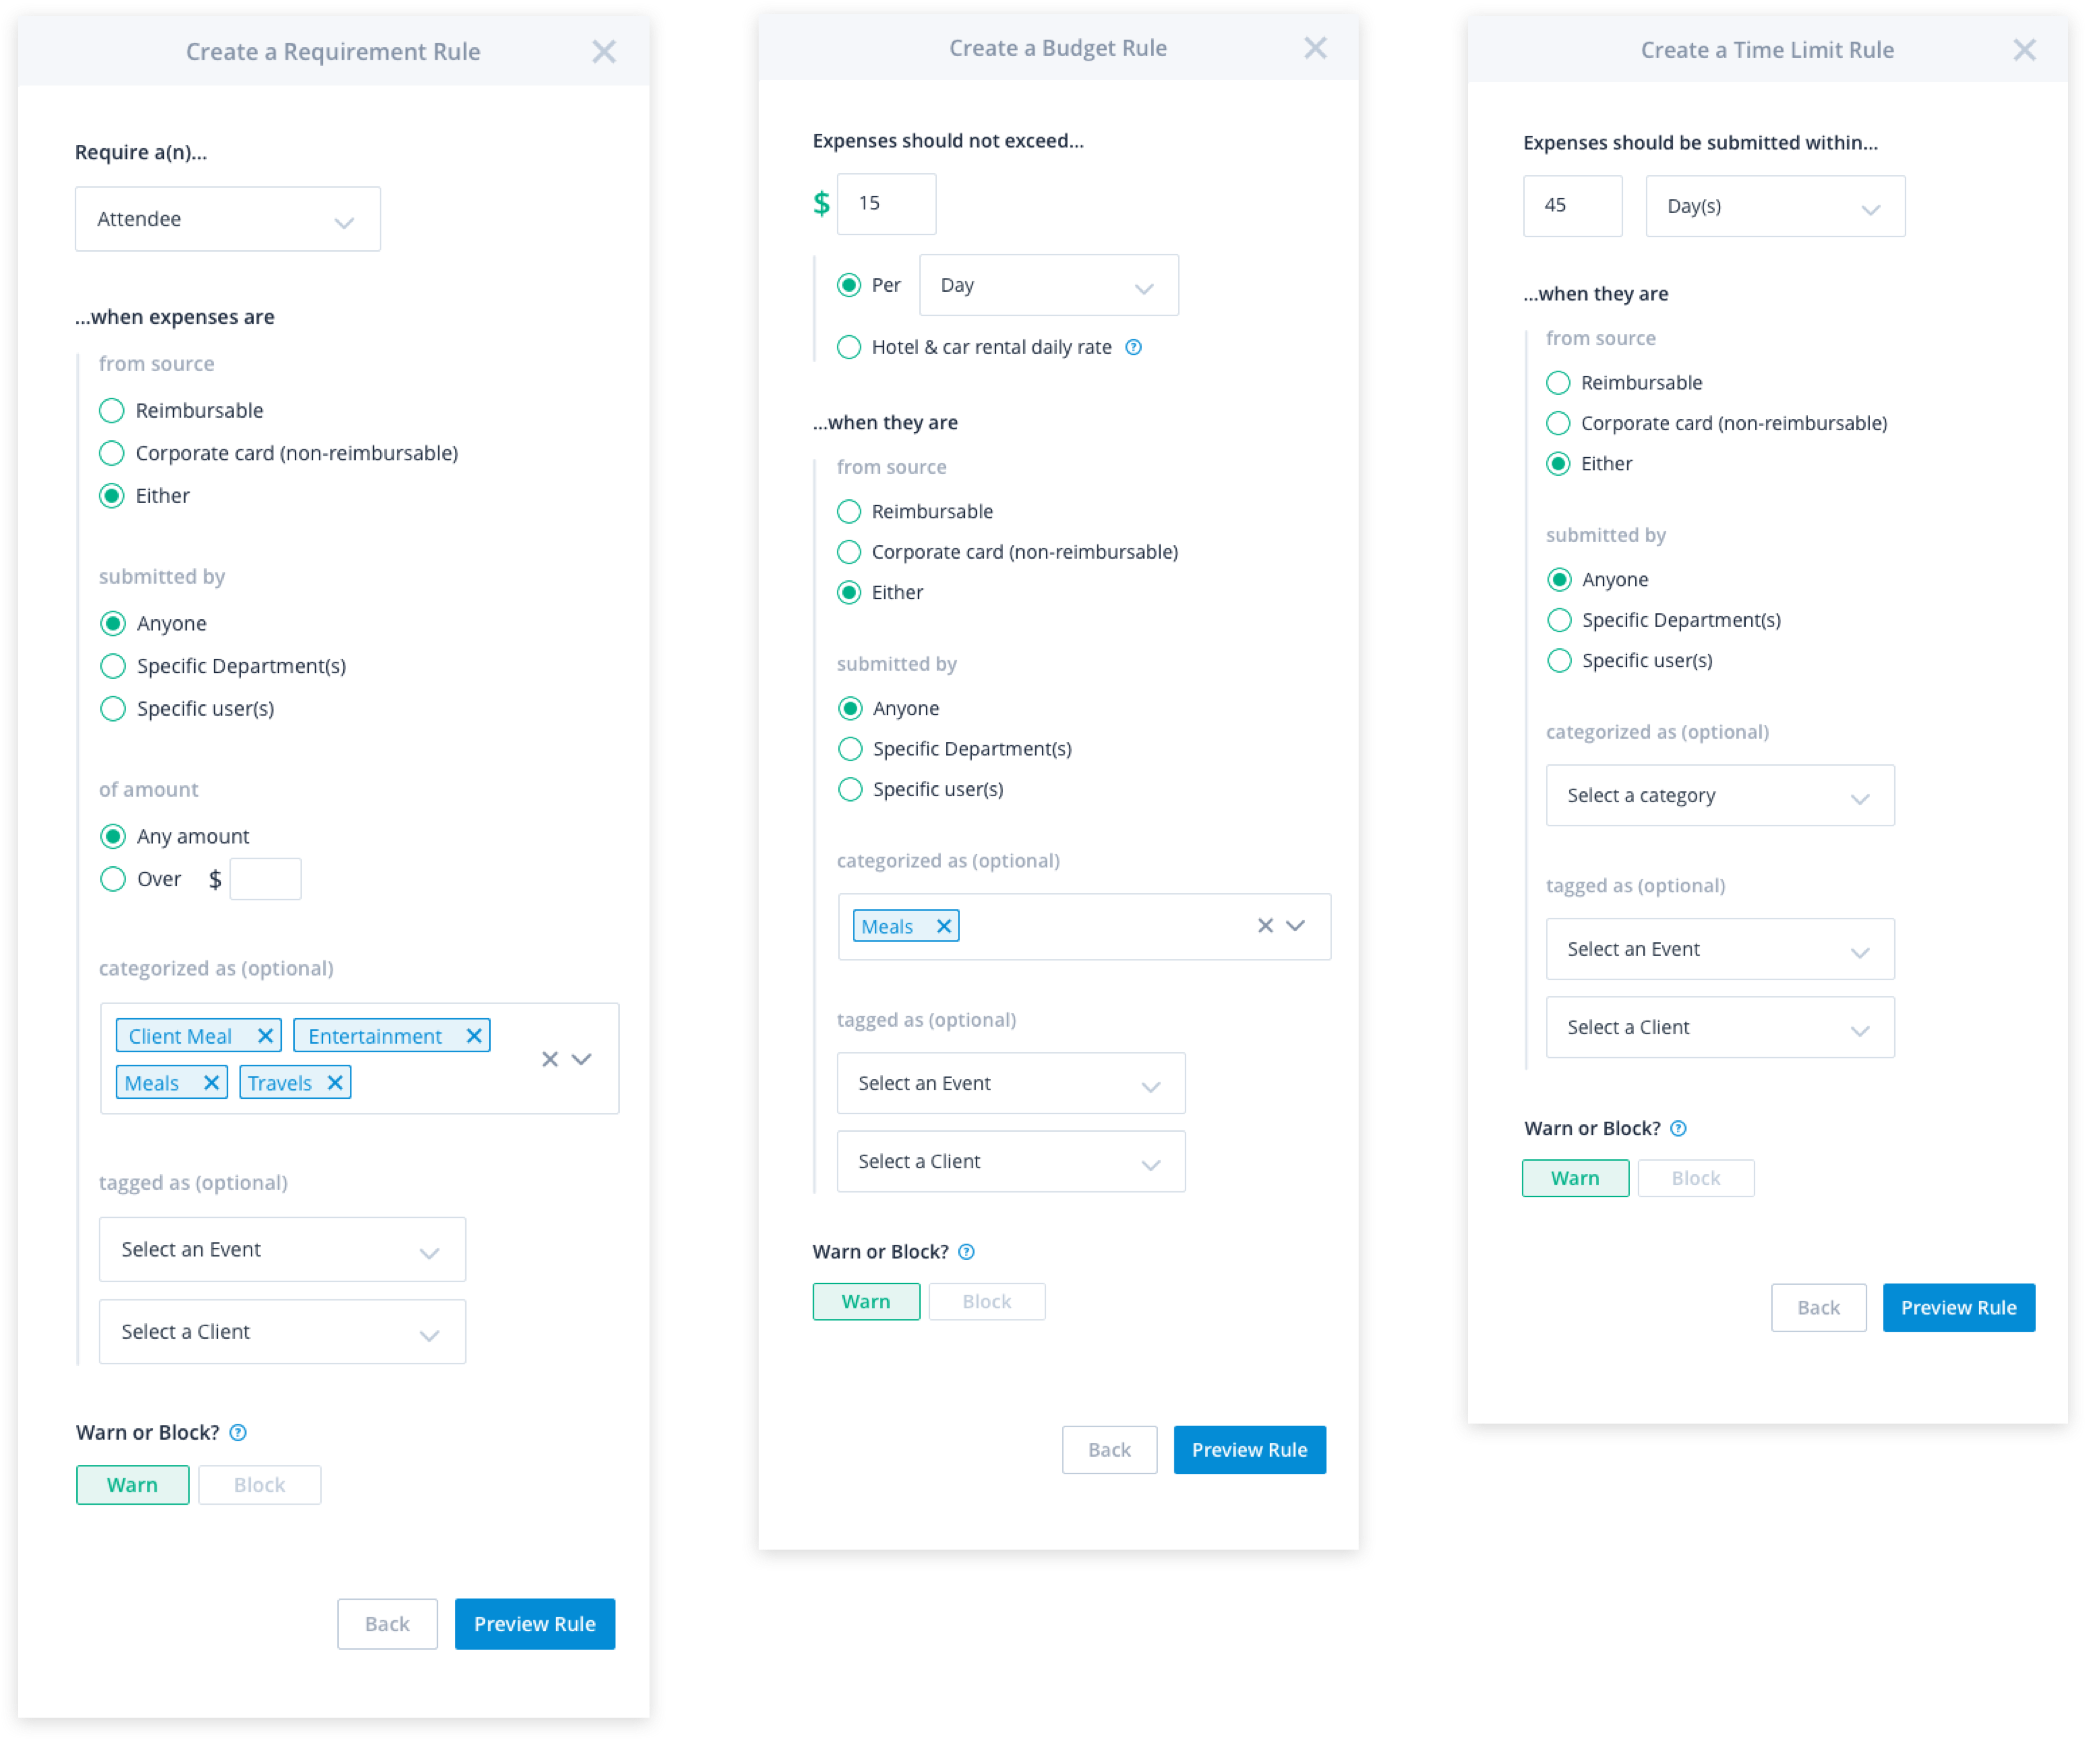 Create a Requirement Rule
Require a(n)...
Attendee
...when expenses are
from source
Reimbursable
Corporate card (non-reimbursable)
Either
submitted by
Anyone
Specific Department(s)
Specific user(s)
of amount
Any amount
Over $
categorized as (optional)
Client Meal Entertainment
Meals Travels
tagged as (optional)
Select an Event
Select a Client
Warn or Block? ?
Warn Block
Back Preview Rule
Create a Budget Rule
Expenses should not exceed...
$ 15
Per Day
Hotel & car rental daily rate ?
...when they are
from source
Reimbursable
Corporate card (non-reimbursable)
Either
submitted by
Anyone
Specific Department(s)
Specific user(s)
categorized as (optional)
Meals
tagged as (optional)
Select an Event
Select a Client
Warn or Block? ?
Warn Block
Back Preview Rule
Create a Time Limit Rule
Expenses should be submitted within...
45 Day(s)
...when they are
from source
Reimbursable
Corporate card (non-reimbursable)
Either
submitted by
Anyone
Specific Department(s)
Specific user(s)
categorized as (optional)
Select a category
tagged as (optional)
Select an Event
Select a Client
Warn or Block? ?
Warn Block
Back Preview Rule